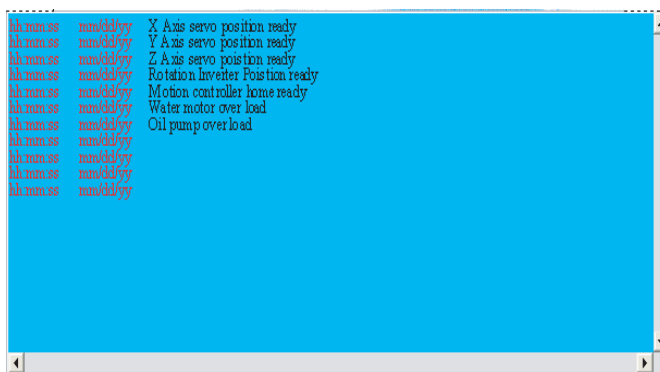 hh:mm:ss mm/dd/yy X Axis servo position ready
hh:mm:ss mm/dd/yy Y Axis servo position ready
hh:mm:ss mm/dd/yy Z Axis servo poistion ready
hh:mm:ss mm/dd/yy Rotation Inverter Poistion ready
hh:mm:ss mm/dd/yy Motion controller home ready
hh:mm:ss mm/dd/yy Water motor over load
hh:mm:ss mm/dd/yy Oil pump over load
hh:mm:ss mm/dd/yy
hh:mm:ss mm/dd/yy
hh:mm:ss mm/dd/yy
hh:mm:ss mm/dd/yy